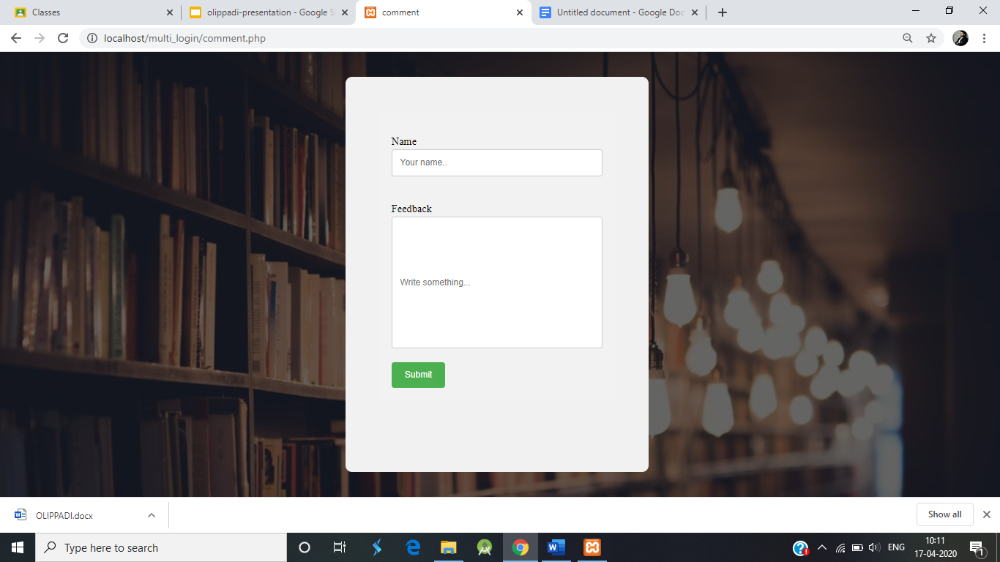 Classes
olippadi-presentation - Google S
comment
Untitled document - Google Doc
localhost/multi_login/comment.php
Name
Your name..
Feedback
Write something...
Submit
OLIPPADI.docx
Show all
Type here to search
ENG
10:11
17-04-2020
1